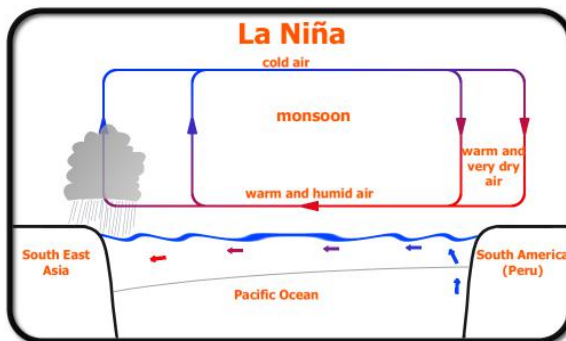 La Niña
cold air
monsoon
warm and
very dry
air
warm and humid air
South East
Asia
South America
(Peru)
Pacific Ocean